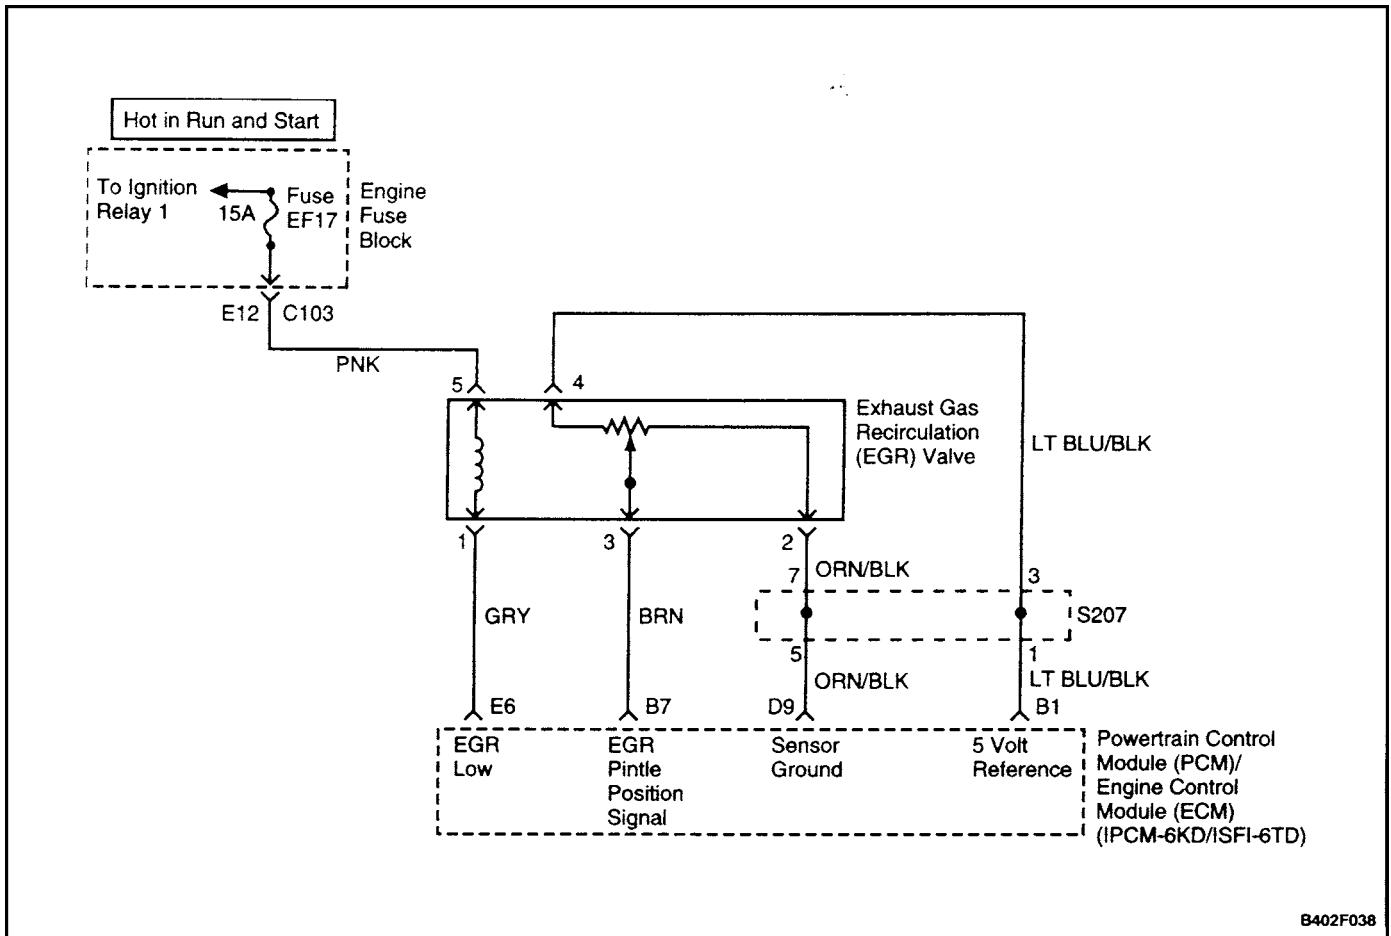 Hot in Run and Start
To Ignition
Relay 1
15A
Fuse
EF17
Engine
Fuse
Block
E12
C103
PNK
5
4
Exhaust Gas
Recirculation
(EGR) Valve
LT BLU/BLK
1
3
2
7
ORN/BLK
3
GRY
BRN
S207
5
ORN/BLK
1
LT BLU/BLK
E6
B7
D9
B1
EGR
Low
EGR
Pintle
Position
Signal
Sensor
Ground
5 Volt
Reference
Powertrain Control
Module (PCM)/
Engine Control
Module (ECM)
(IPCM-6KD/ISFI-6TD)
B402F038